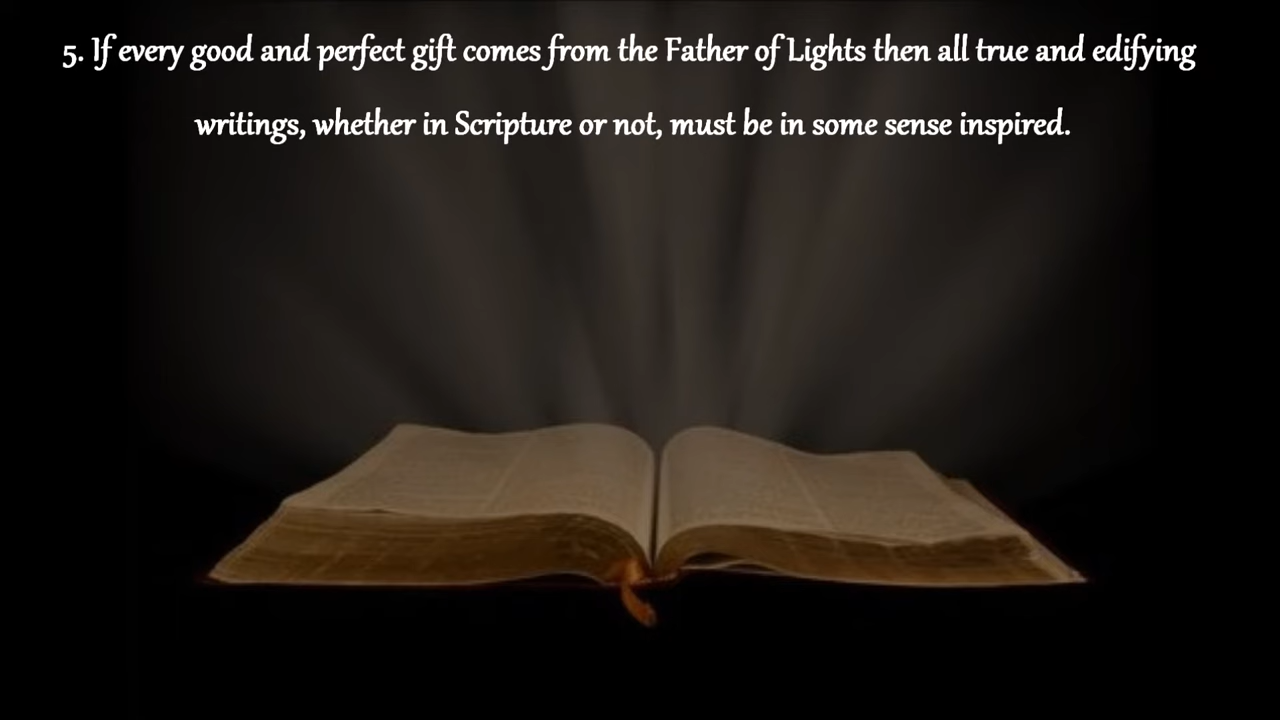 5. If every good and perfect gift comes from the Father of Lights then all true and edifying
writings, whether in Scripture or not, must be in some sense inspired.